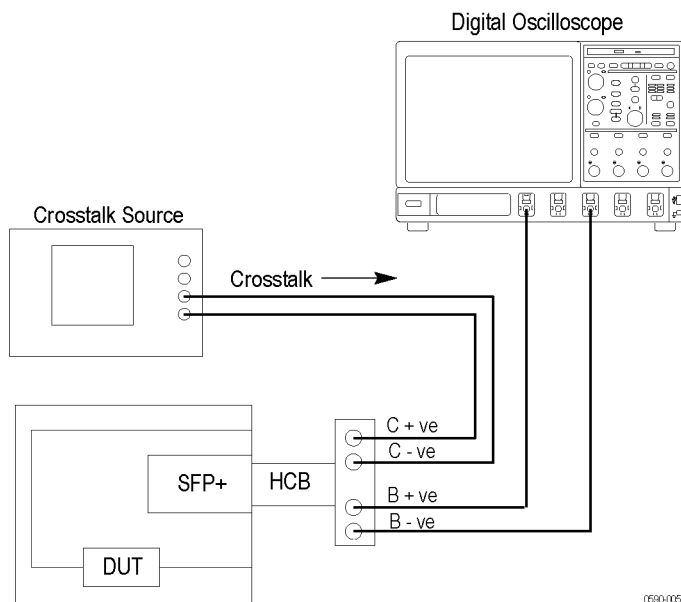 Digital Oscilloscope
Crosstalk Source
Crosstalk
C + ve
C - ve
SFP+
HCB
B + ve
B - ve
DUT
0590-005